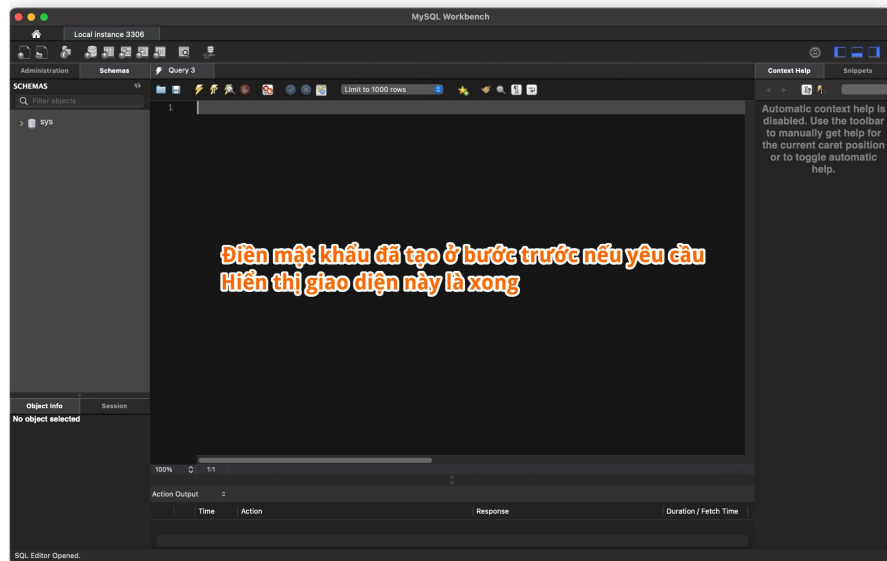 MySQL Workbench
Local instance 3306
Administration
Schemas
Query 3
Context Help
Snippets
SCHEMAS
Filter objects
Limit to 1000 rows
1
sys
Automatic context help is
disabled. Use the toolbar
to manually get help for
the current caret position
or to toggle automatic
help.
Điền mật khẩu đã tạo ở bước trước nếu yêu cầu
Hiển thị giao diện này là xong
Object Info
Session
No object selected
100%
1:1
Action Output
Time
Action
Response
Duration / Fetch Time
SQL Editor Opened.